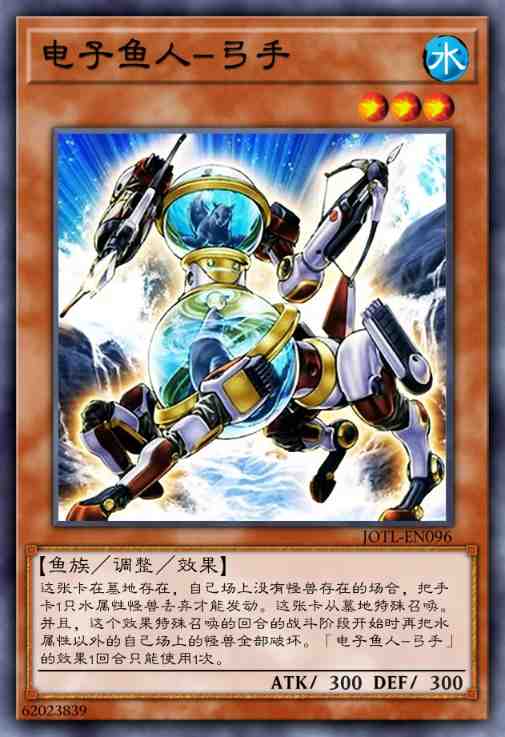 电子鱼人-弓手
水
JOTL-EN096
【鱼族／调整／效果】
这张卡在墓地存在，自己场上没有怪兽存在的场合，把手
卡1只水属性怪兽丢弃才能发动。这张卡从墓地特殊召唤。
并且，这个效果特殊召唤的回合的战斗阶段开始时再把水
属性以外的自己场上的怪兽全部破坏。「电子鱼人-弓手」
的效果1回合只能使用1次。
ATK/ 300 DEF/ 300
62023839